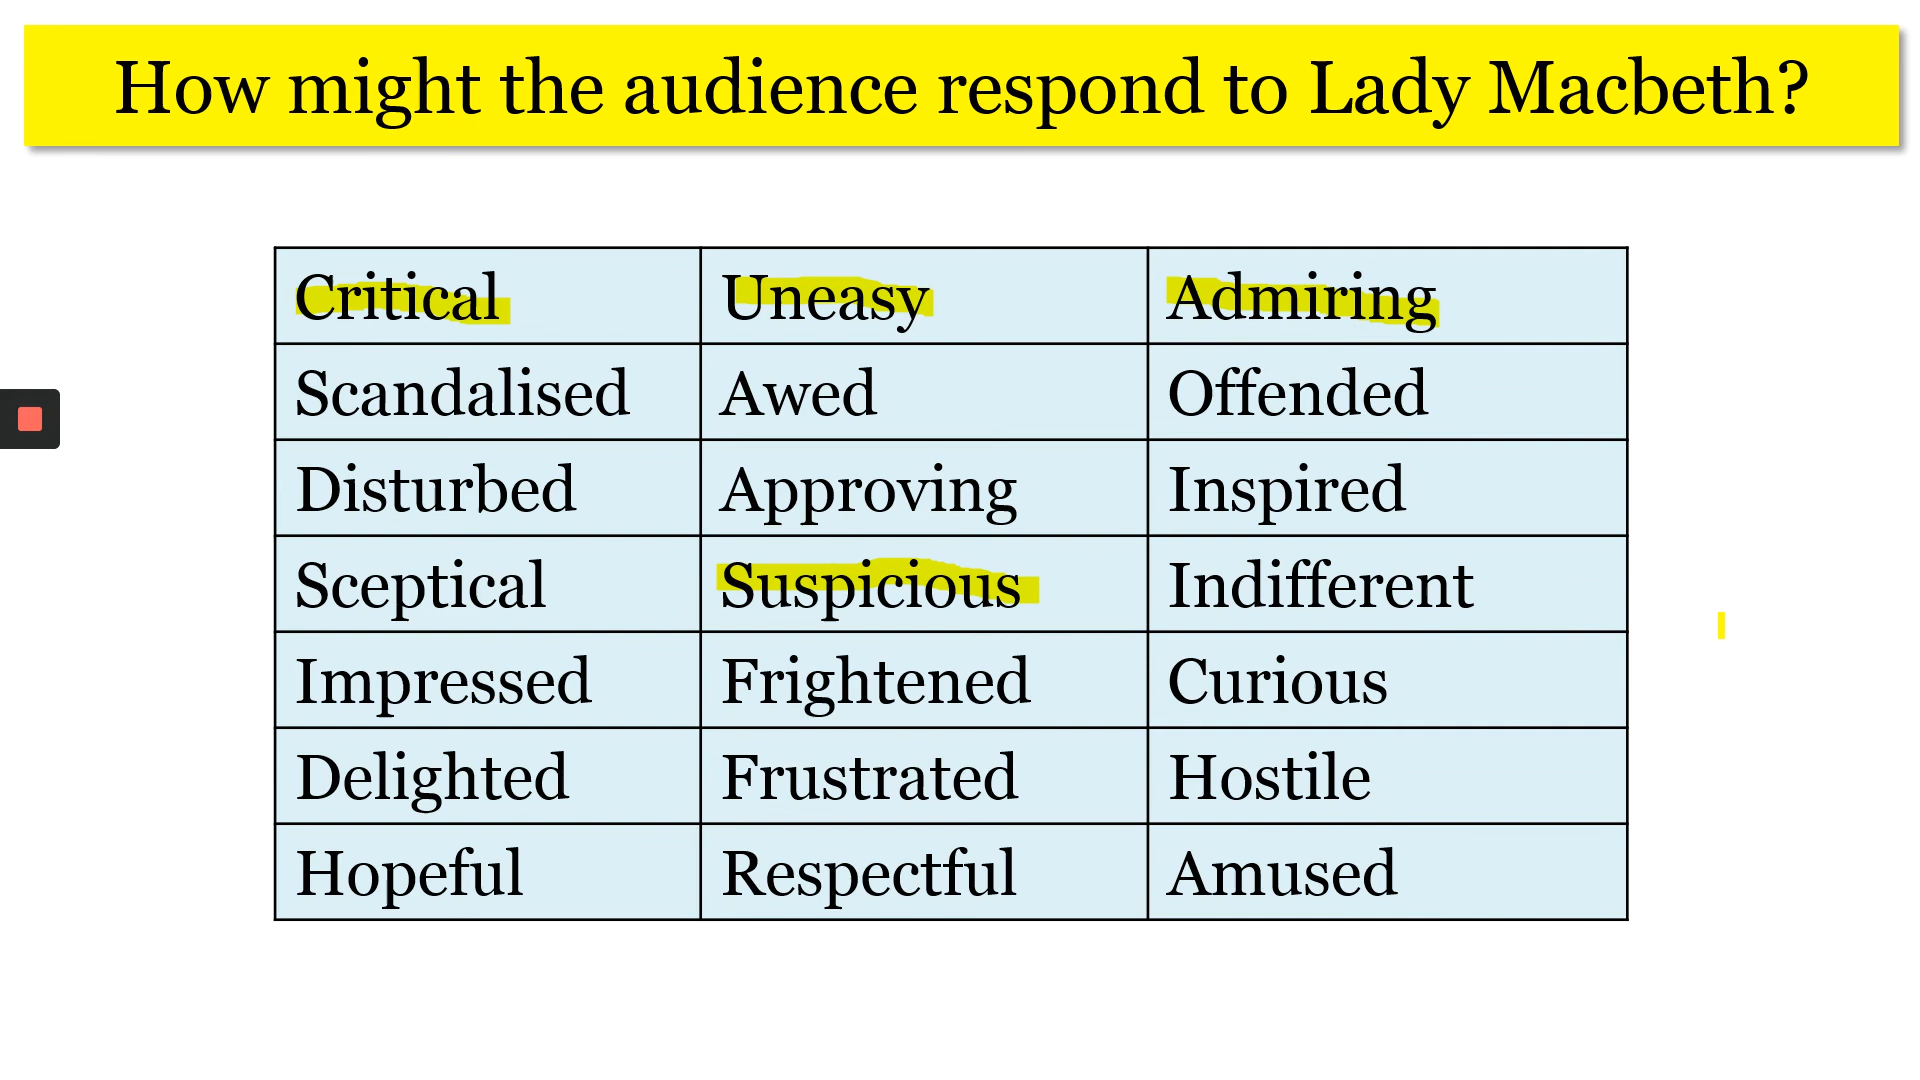 How might the audience respond to Lady Macbeth?
Critical Uneasy Admiring
Scandalised Awed Offended
Disturbed Approving Inspired
Sceptical Suspicious Indifferent
Impressed Frightened Curious
Delighted Frustrated Hostile
Hopeful Respectful Amused